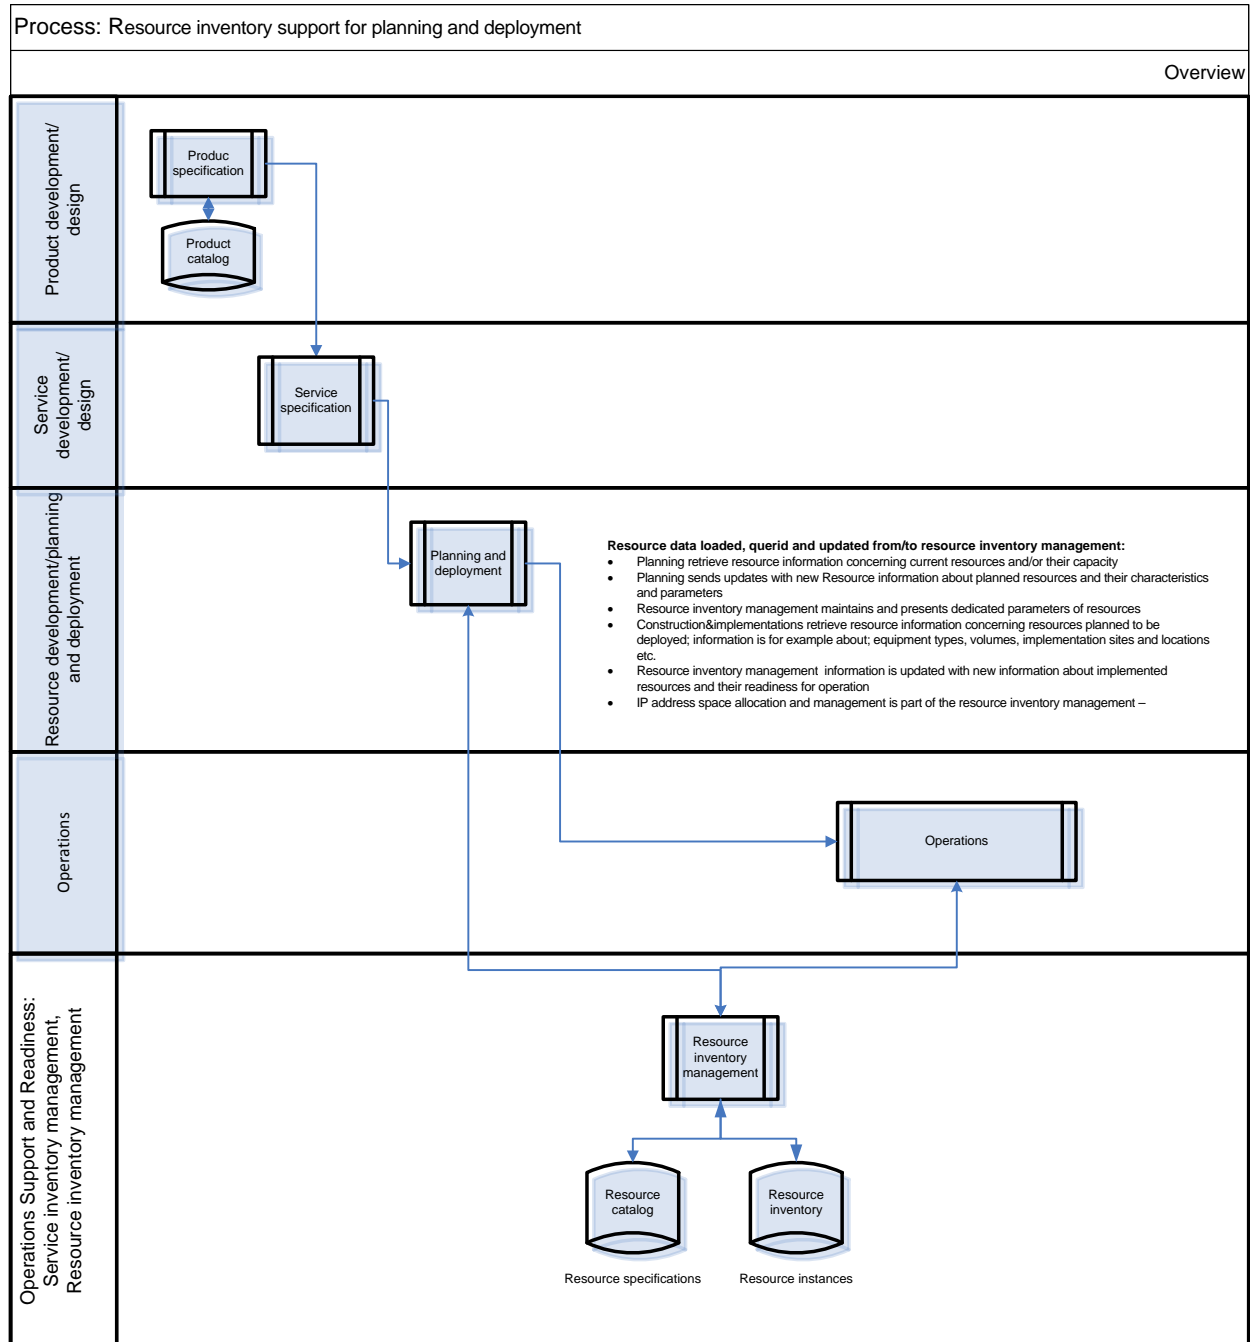 Process: Resource inventory support for planning and deployment
Overview
Product development/
design
Produc
specification
Product
catalog
Service
development/
design
Service
specification
Resource development/planning
and deployment
Planning and
deployment
Resource data loaded, querid and updated from/to resource inventory management:
• Planning retrieve resource information concerning current resources and/or their capacity
• Planning sends updates with new Resource information about planned resources and their characteristics
and parameters
• Resource inventory management maintains and presents dedicated parameters of resources
• Construction&implementations retrieve resource information concerning resources planned to be
deployed; information is for example about; equipment types, volumes, implementation sites and locations
etc.
• Resource inventory management  information is updated with new information about implemented
resources and their readiness for operation
• IP address space allocation and management is part of the resource inventory management –
Operations
Operations
Operations Support and Readiness:
Service inventory management,
Resource inventory management
Resource
inventory
management
Resource
catalog
Resource
inventory
Resource specifications
Resource instances